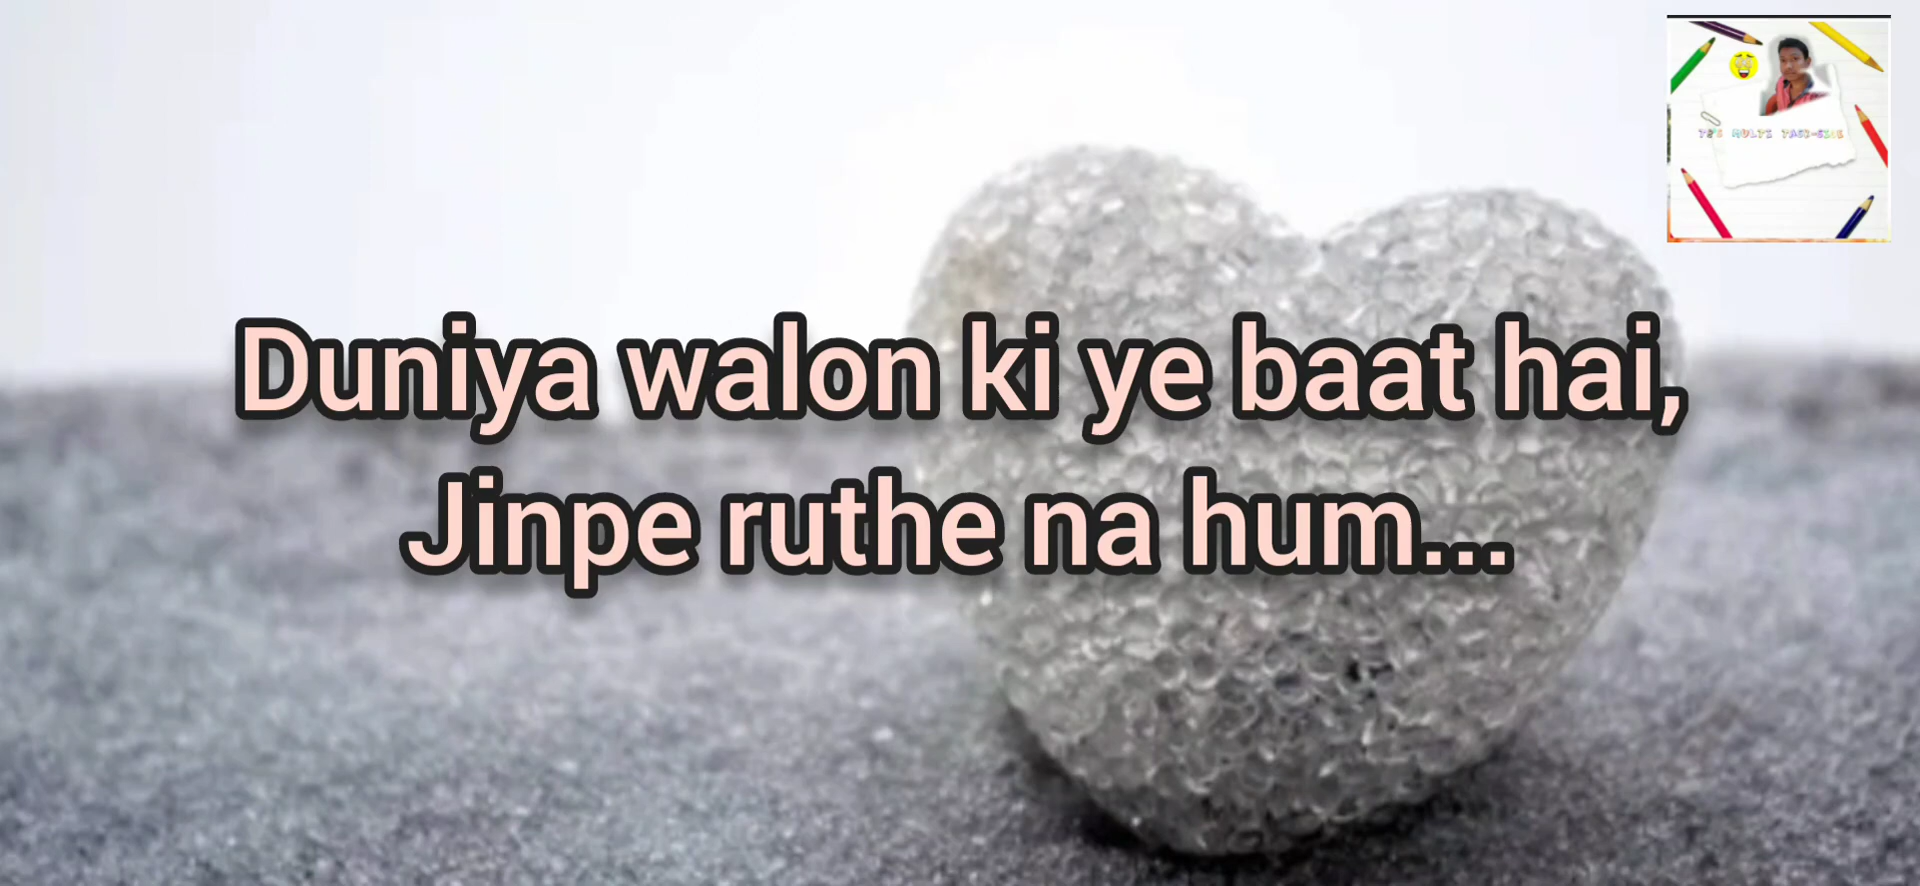 Duniya walon ki ye baat hai,
Jinpe ruthe na hum...